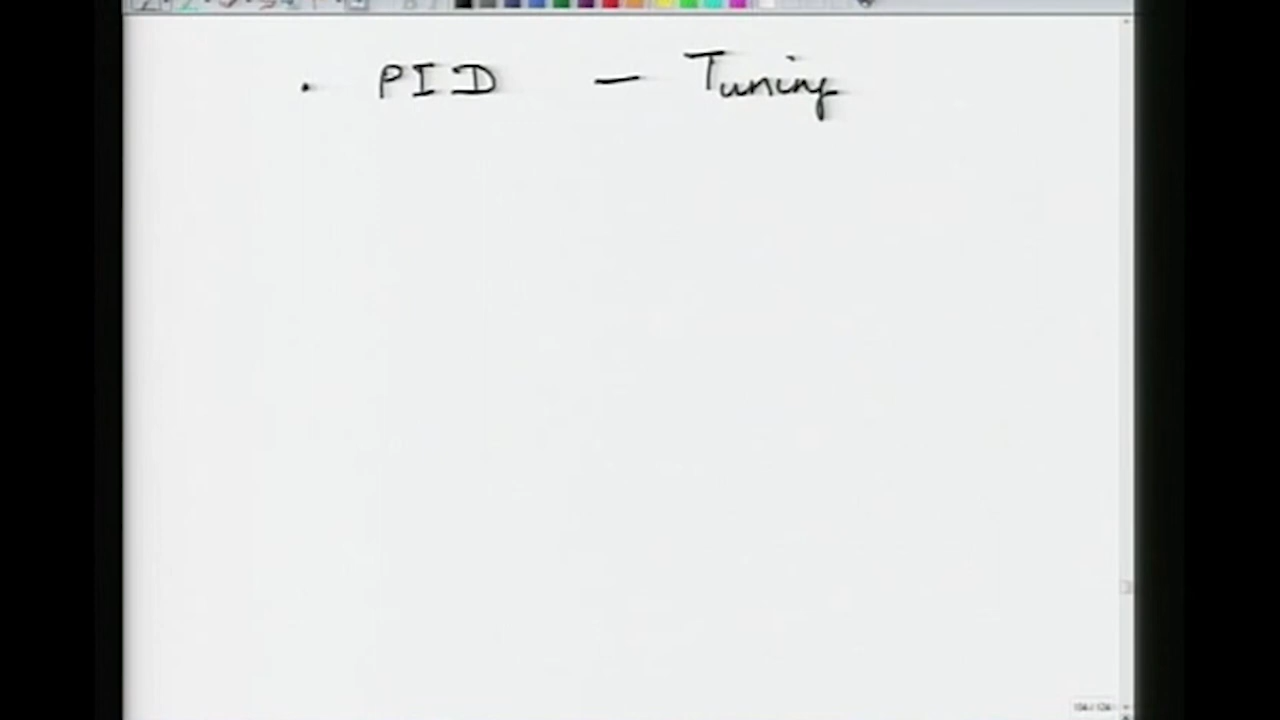 . PID — Tuning